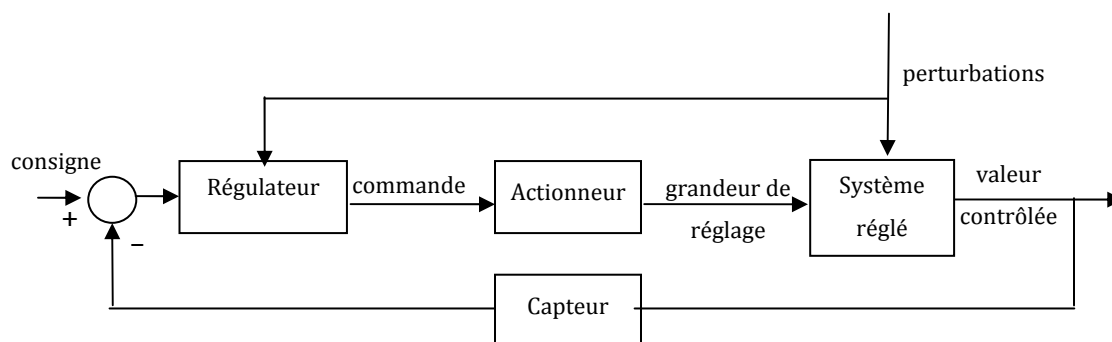 perturbations
consigne
+
−
Régulateur
commande
Actionneur
grandeur de
réglage
Système
réglé
valeur
contrôlée
Capteur